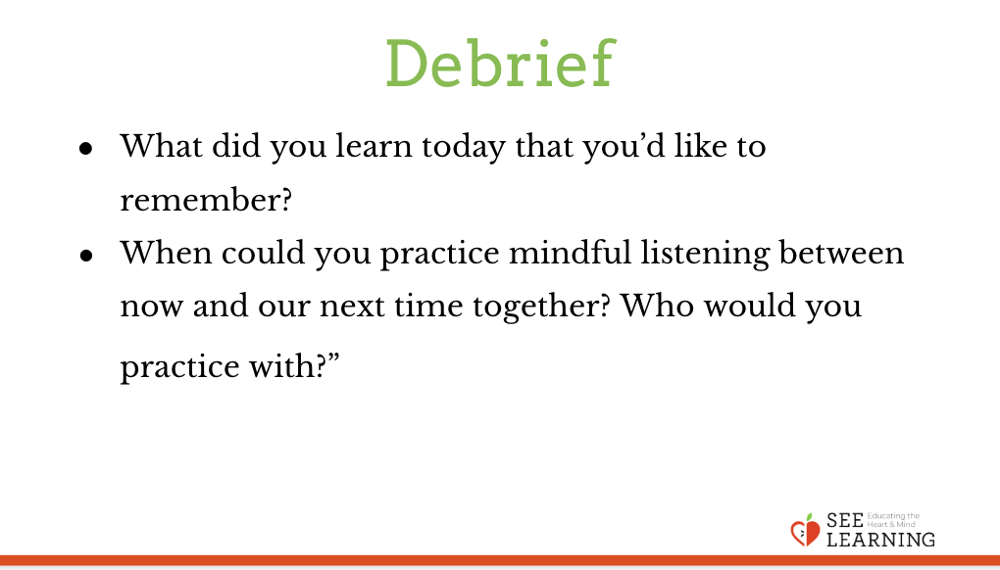 Debrief
● What did you learn today that you’d like to
remember?
● When could you practice mindful listening between
now and our next time together? Who would you
practice with?”
SEE Educating the
Heart & Mind
LEARNING